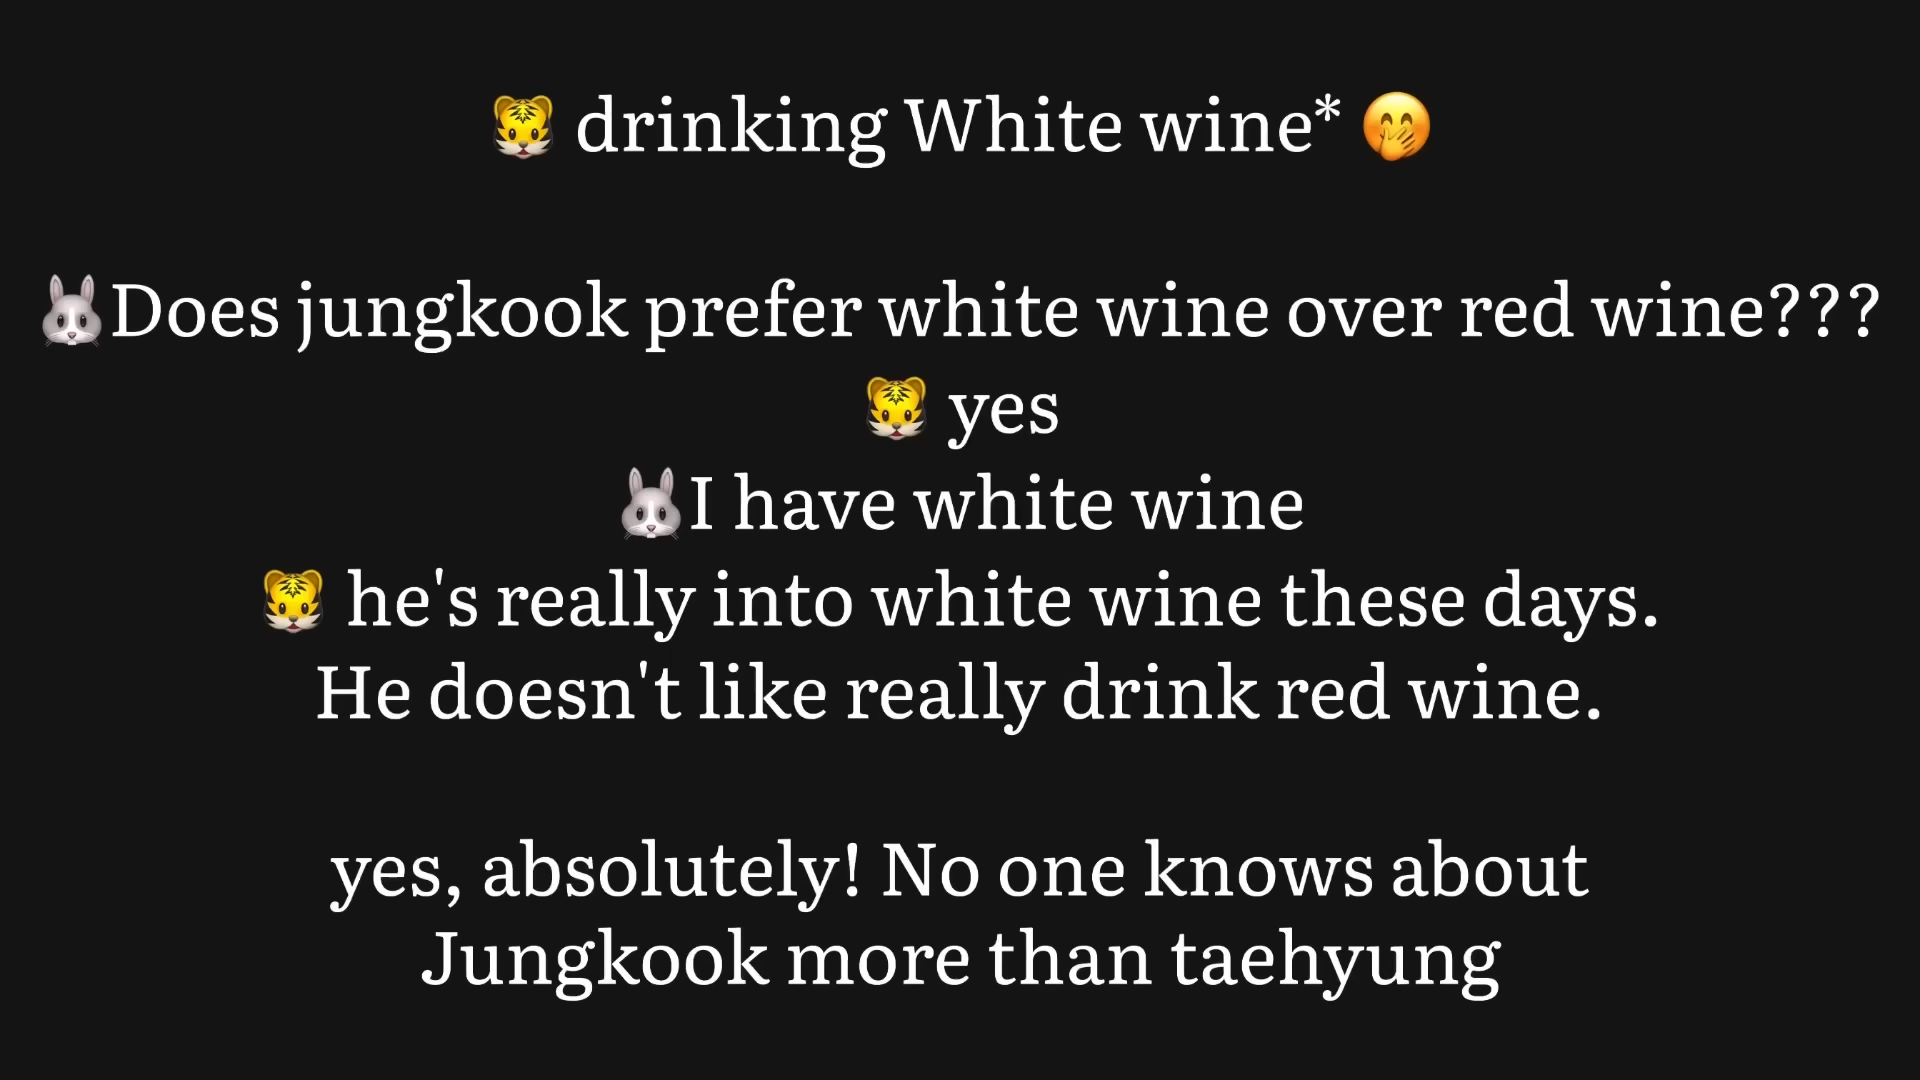 🐯 drinking White wine* 🤭
🐰Does jungkook prefer white wine over red wine???
🐯 yes
🐰I have white wine
🐯 he's really into white wine these days.
He doesn't like really drink red wine.
yes, absolutely! No one knows about
Jungkook more than taehyung